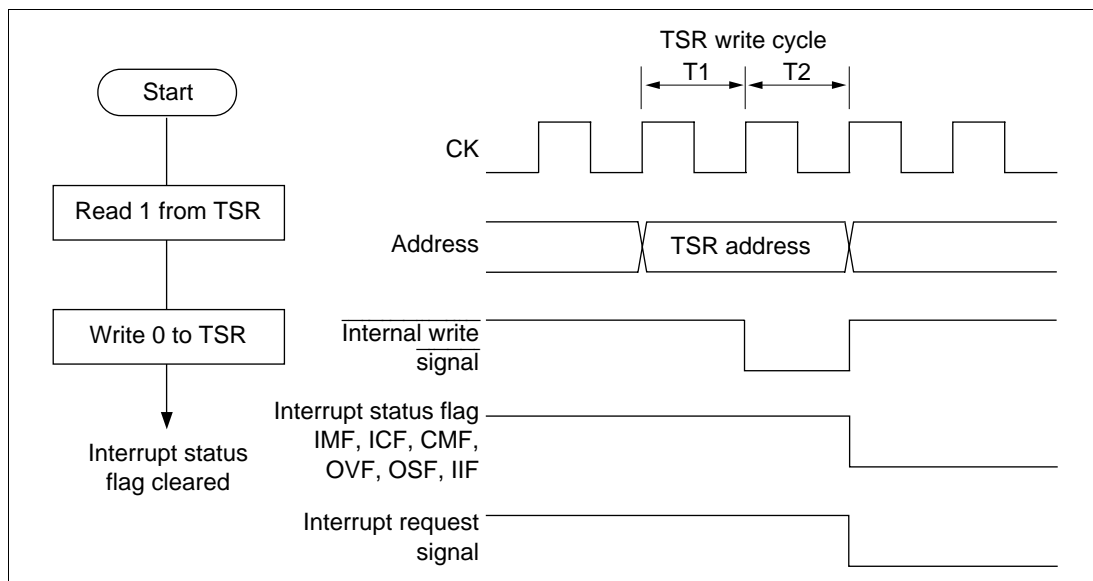 Start
Read 1 from TSR
Write 0 to TSR
Interrupt status
flag cleared
TSR write cycle
T1
T2
CK
Address
TSR address
Internal write
signal
Interrupt status flag
IMF, ICF, CMF,
OVF, OSF, IIF
Interrupt request
signal